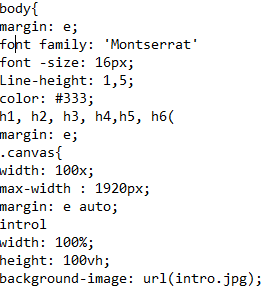 body{
margin: e;
font family: 'Montserrat'
font -size: 16px;
Line-height: 1,5;
color: #333;
h1, h2, h3, h4,h5, h6(
margin: e;
.canvas{
width: 100x;
max-width : 1920px;
margin: e auto;
introl
width: 100%;
height: 100vh;
background-image: url(intro.jpg);